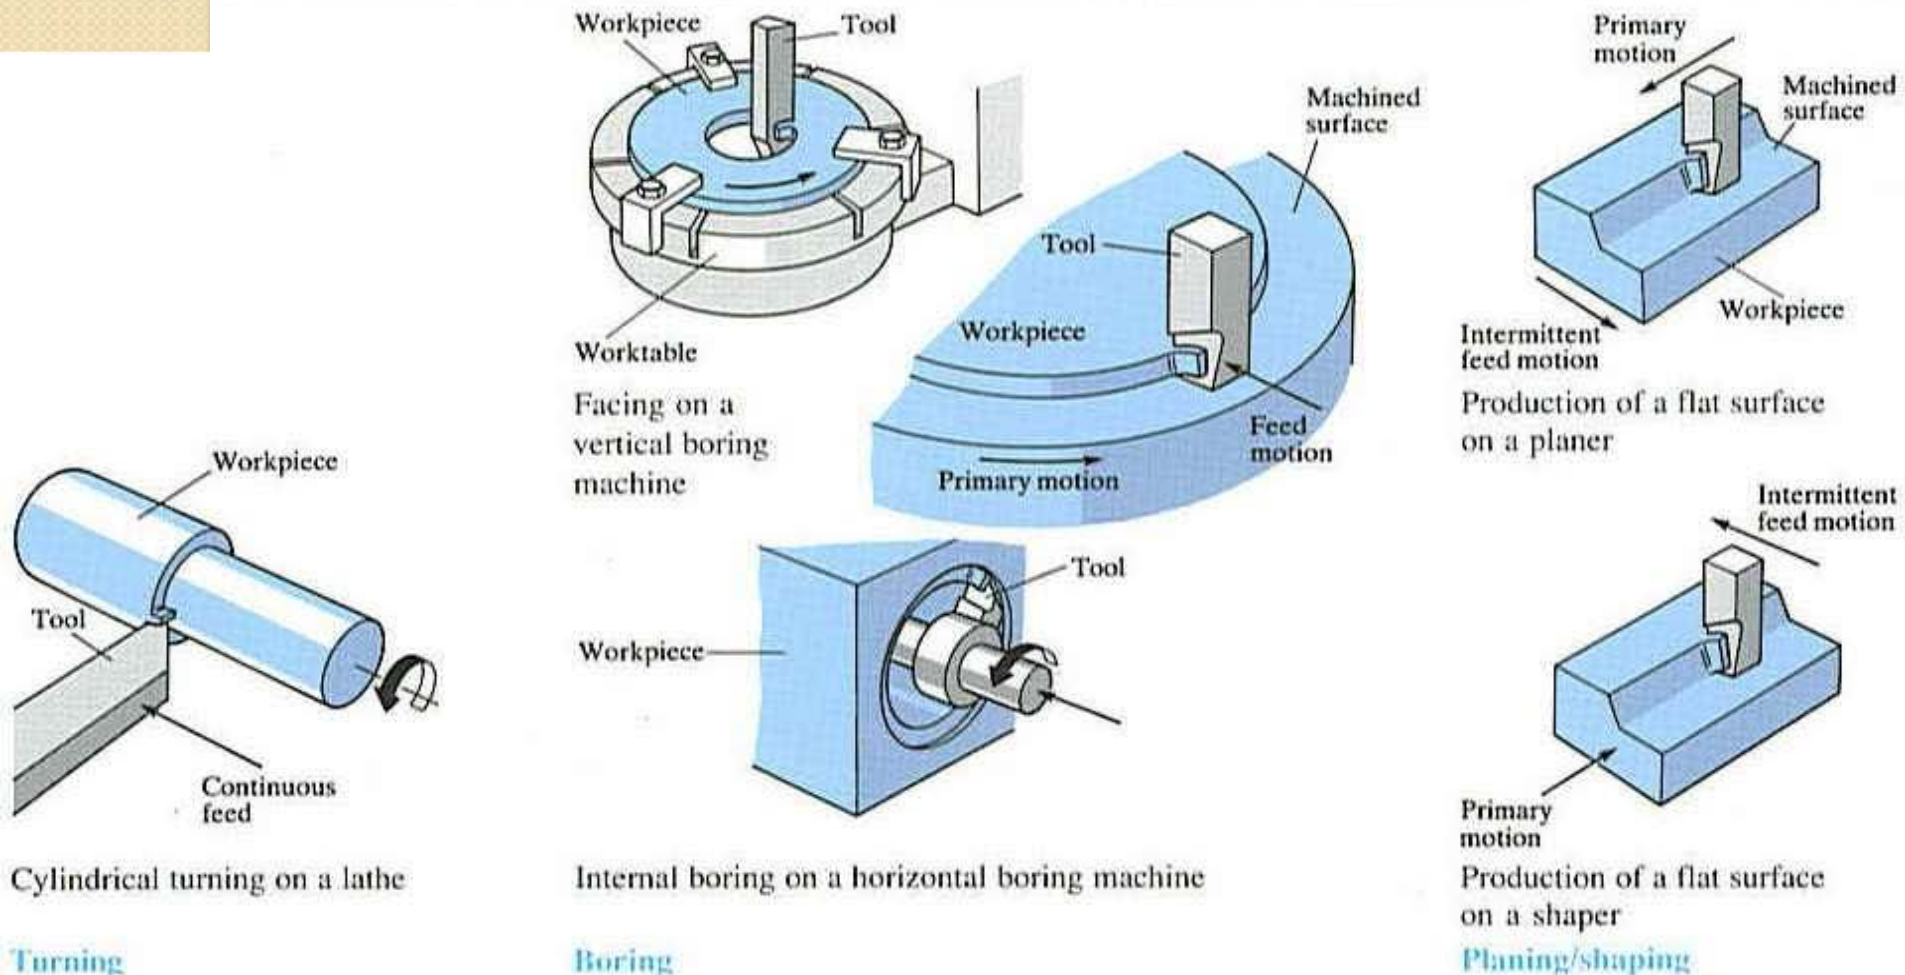 Workpiece
Tool
Worktable
Facing on a
vertical boring
machine
Machined
surface
Tool
Workpiece
Feed
motion
Primary motion
Primary
motion
Machined
surface
Workpiece
Intermittent
feed motion
Production of a flat surface
on a planer
Workpiece
Tool
Continuous
feed
Cylindrical turning on a lathe
Turning
Tool
Workpiece
Internal boring on a horizontal boring machine
Boring
Intermittent
feed motion
Primary
motion
Production of a flat surface
on a shaper
Planing/shaping